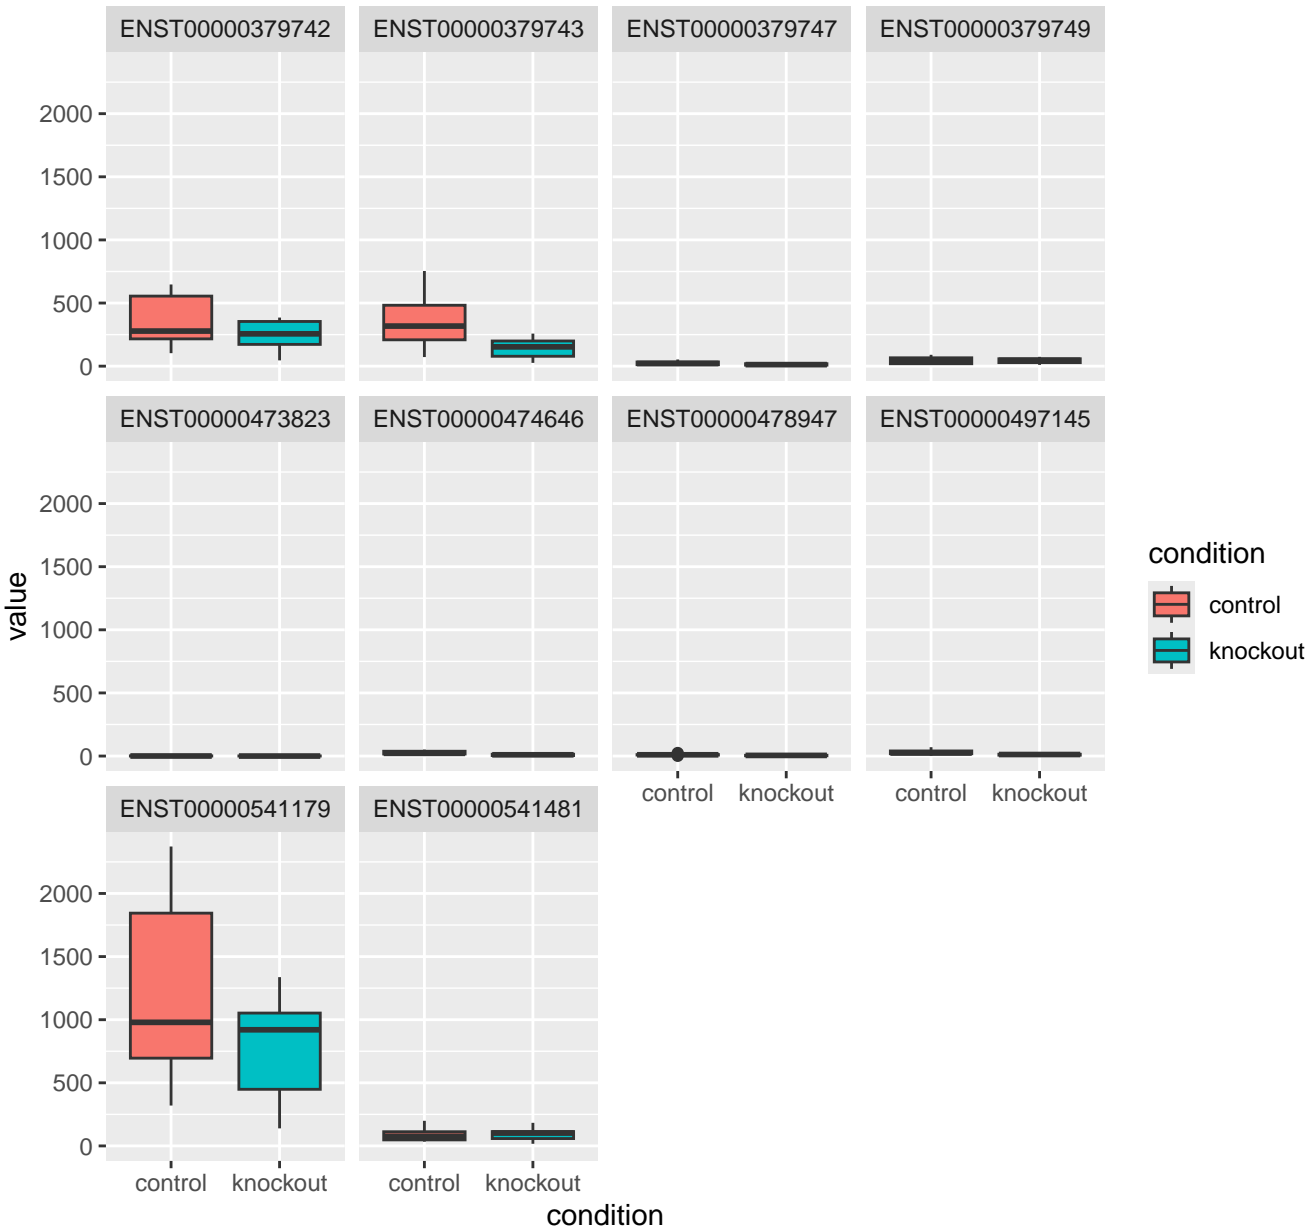 ENST00000379742 ENST00000379743 ENST00000379747 ENST00000379749
2000
1500
1000
500
0
ENST00000473823 ENST00000474646 ENST00000478947 ENST00000497145
2000
1500
1000
500
0
control knockout control knockout
ENST00000541179 ENST00000541481
2000
1500
1000
500
0
control knockout control knockout
condition
value
condition
control
knockout